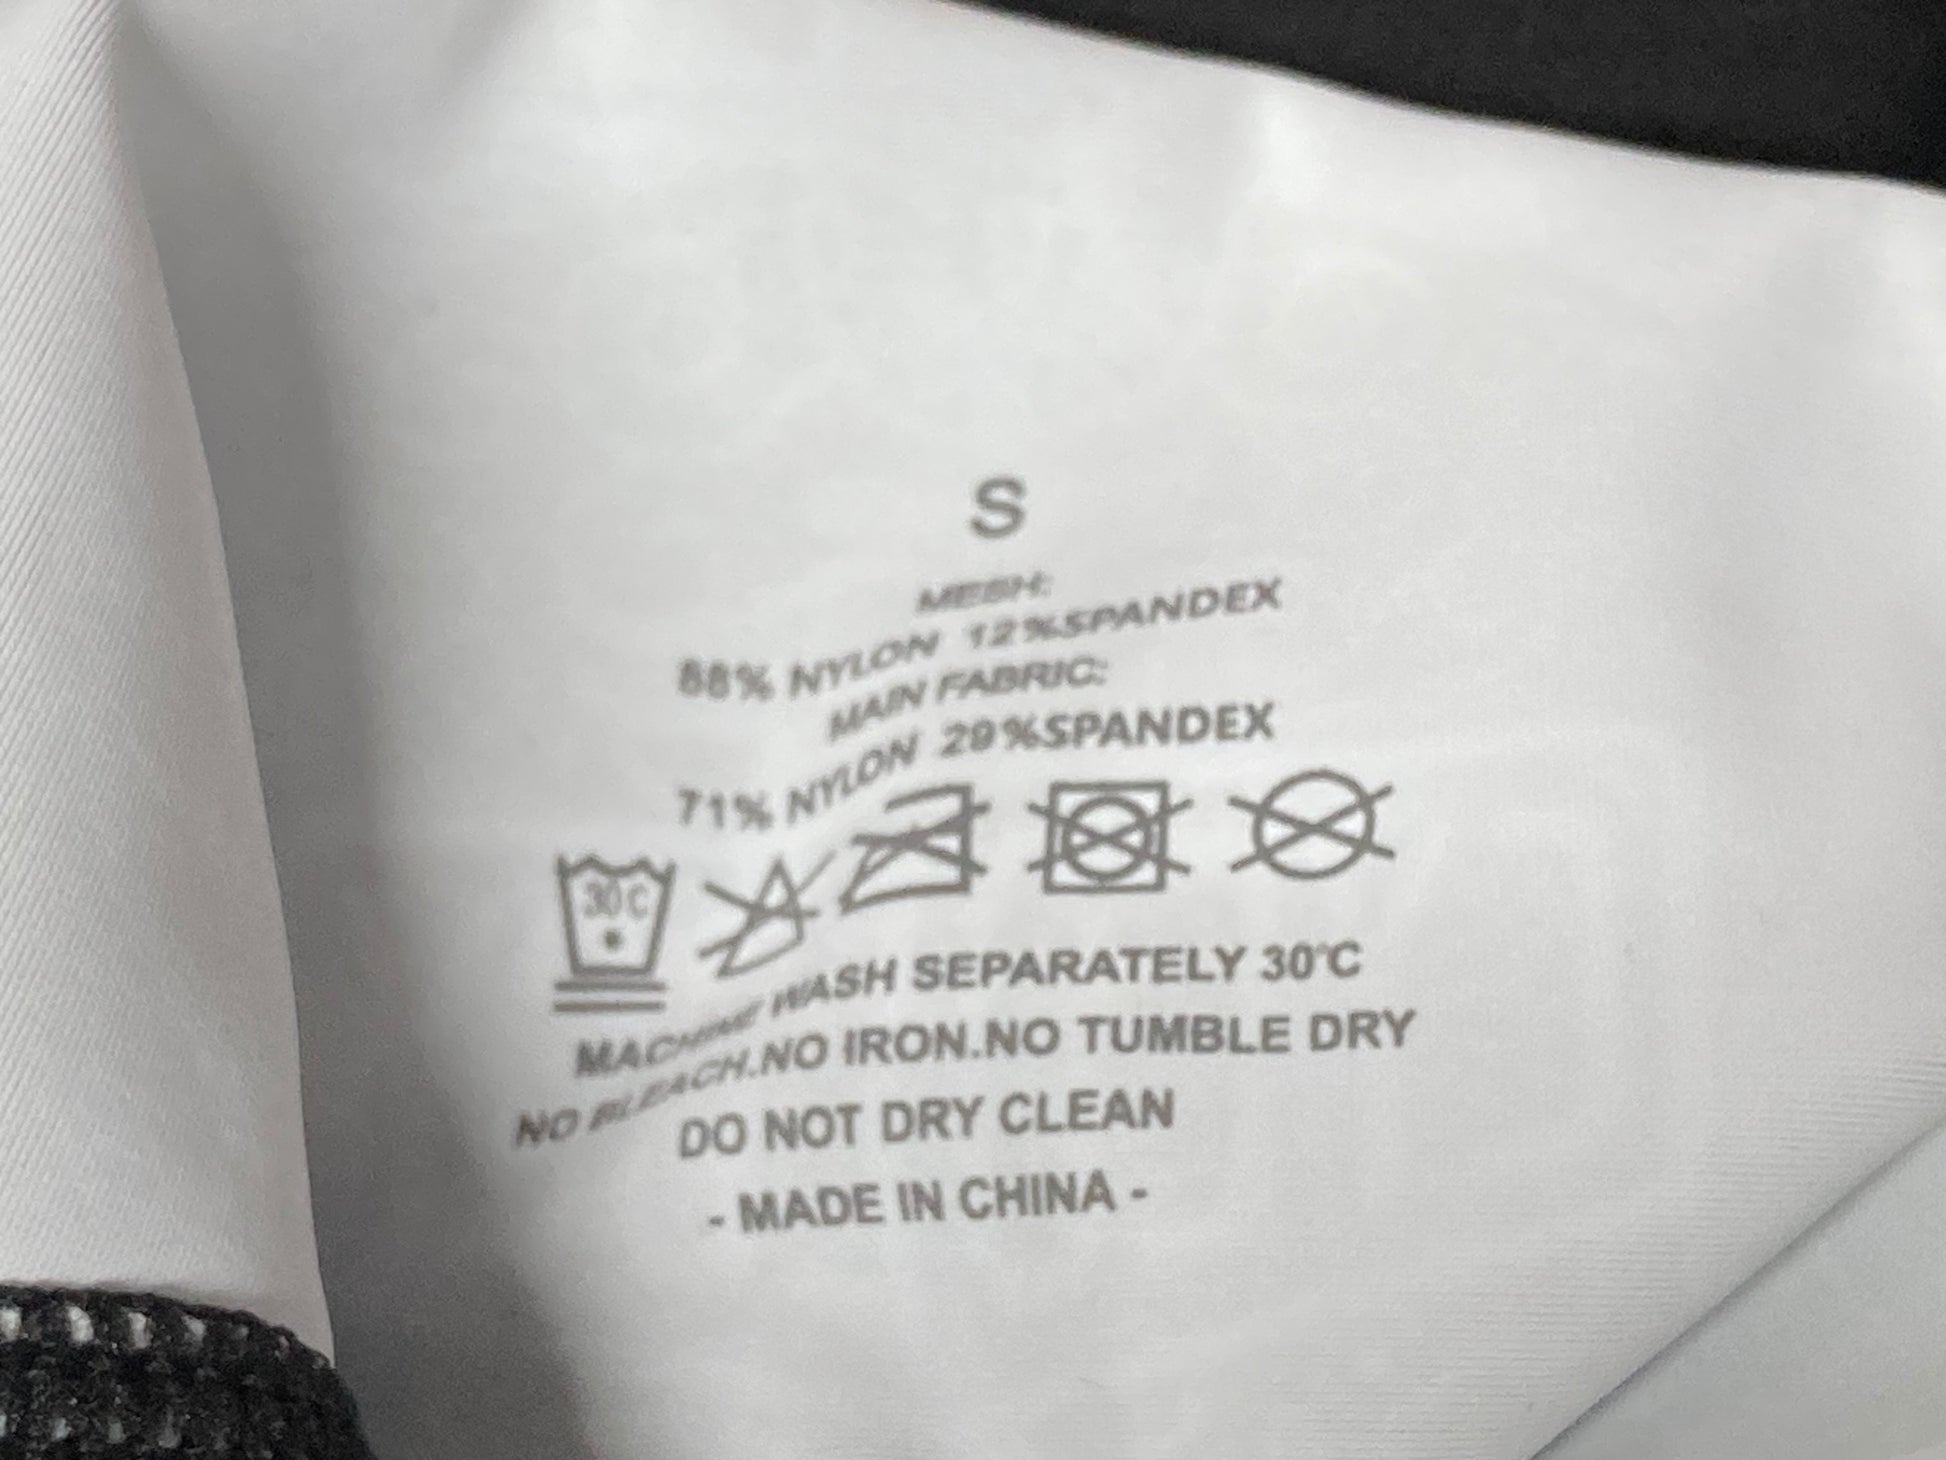 S
MESH:
88% NYLON 12%SPANDEX
MAIN FABRIC:
71% NYLON 29%SPANDEX
30 C
MACHINE WASH SEPARATELY 30°C
NO BLEACH.NO IRON.NO TUMBLE DRY
DO NOT DRY CLEAN
- MADE IN CHINA -